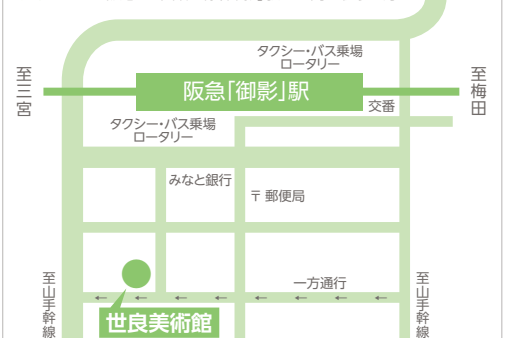 タクシー・バス乗場
ロータリー
至三宮
阪急「御影」駅
至梅田
交番
タクシー・バス乗場
ロータリー
みなと銀行
〒 郵便局
一方通行
← ← ← ← ← ← ← ←
至山手幹線
世良美術館
至山手幹線